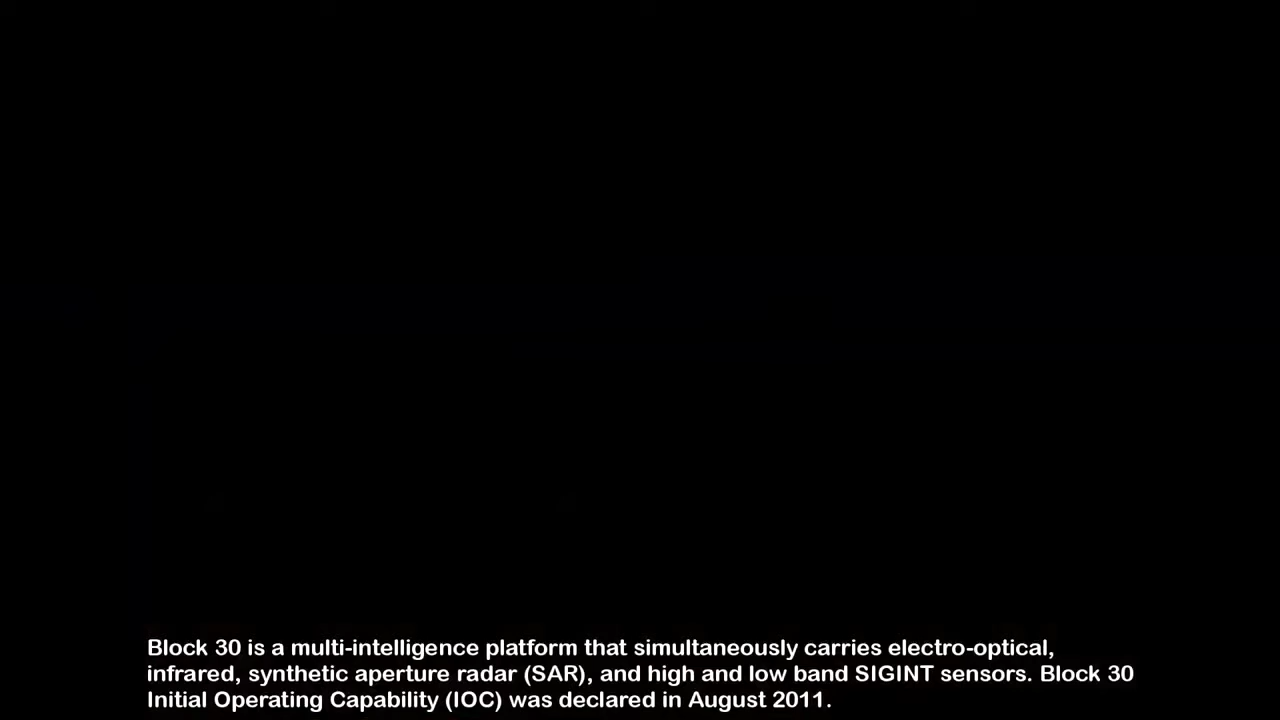 Block 30 is a multi-intelligence platform that simultaneously carries electro-optical,
infrared, synthetic aperture radar (SAR), and high and low band SIGINT sensors. Block 30
Initial Operating Capability (IOC) was declared in August 2011.